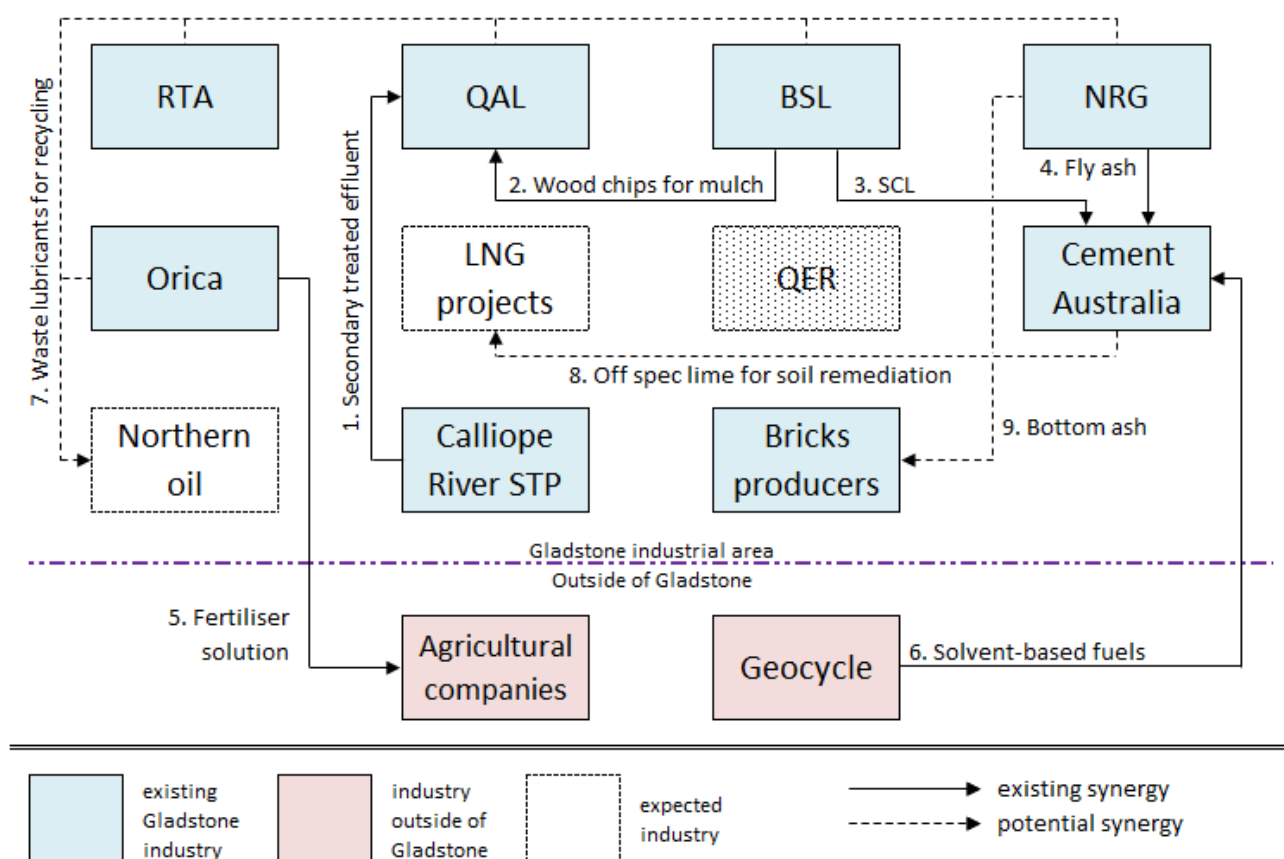 RTA
QAL
BSL
NRG
7. Waste lubricants for recycling
1. Secondary treated effluent
2. Wood chips for mulch
3. SCL
4. Fly ash
Orica
LNG
projects
QER
Cement
Australia
8. Off spec lime for soil remediation
Northern
oil
Calliope
River STP
Bricks
producers
9. Bottom ash
Gladstone industrial area
Outside of Gladstone
5. Fertiliser
solution
Agricultural
companies
Geocycle
6. Solvent-based fuels
existing
Gladstone
industry
industry
outside of
Gladstone
expected
industry
existing synergy
potential synergy